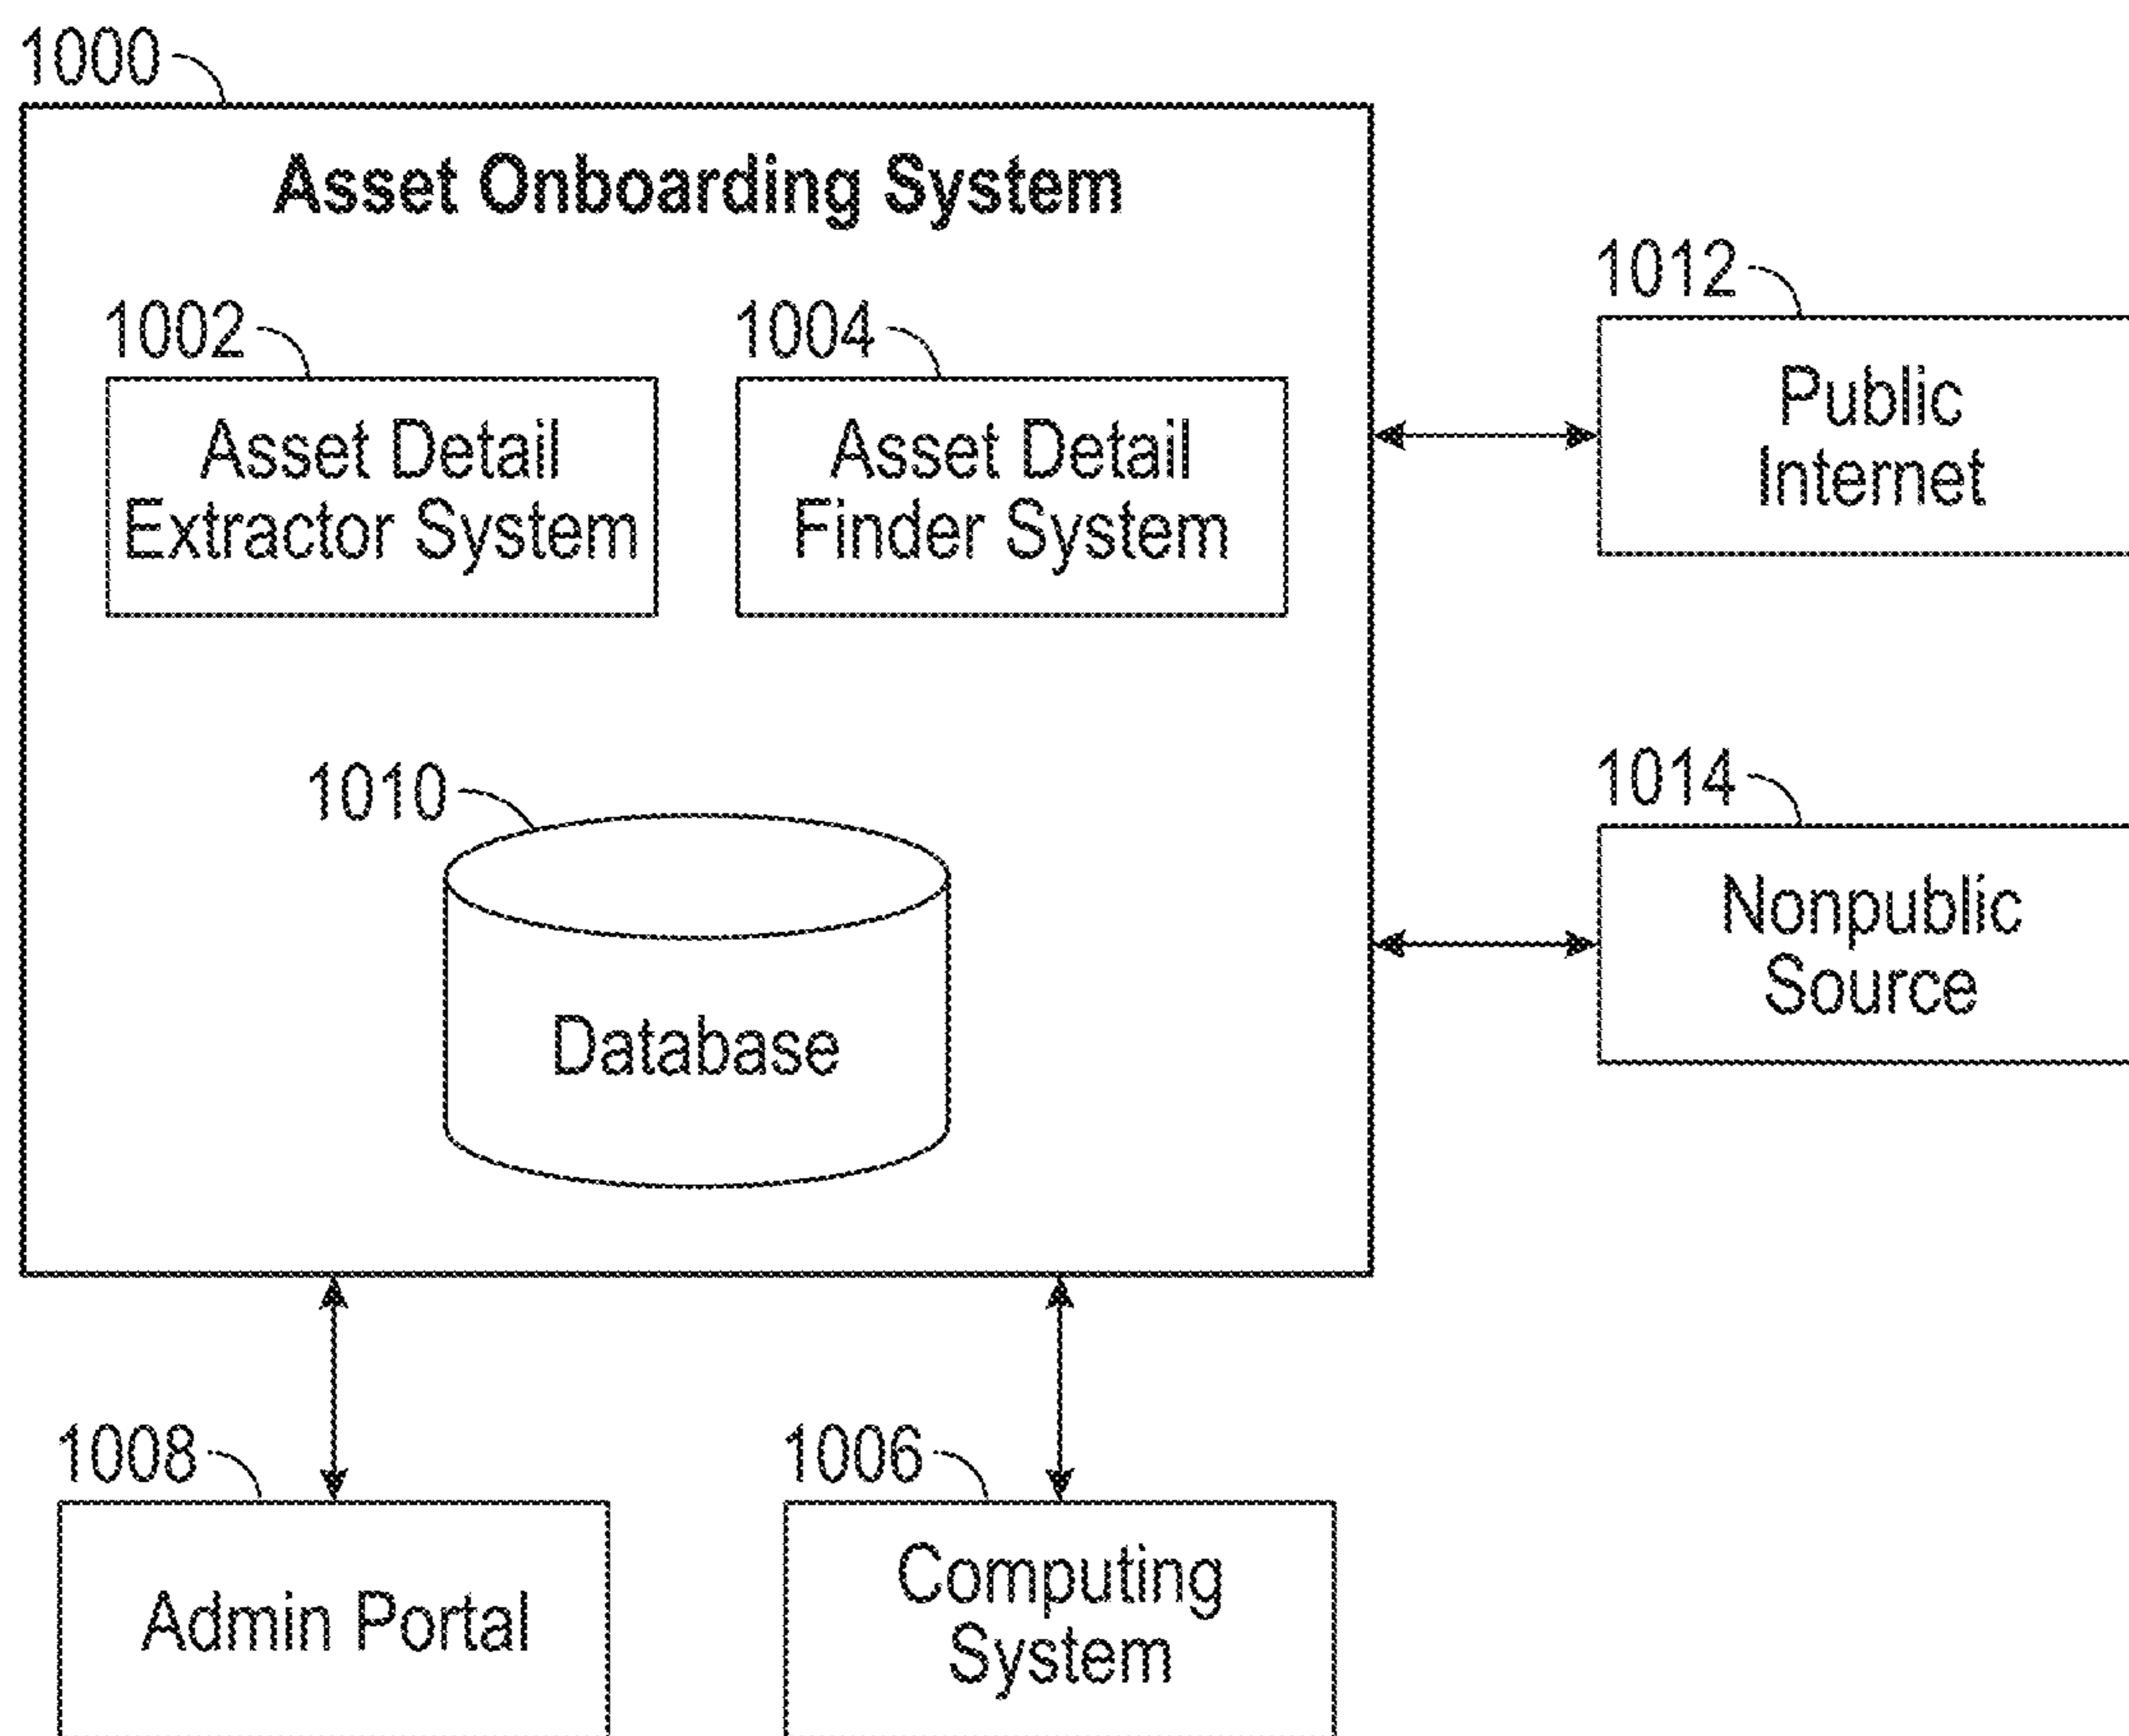 1000
Asset Onboarding System
1002
Asset Detail
Extractor System
1004
Asset Detail
Finder System
1010
Database
1012
Public
Internet
1014
Nonpublic
Source
1008
Admin Portal
1006
Computing
System